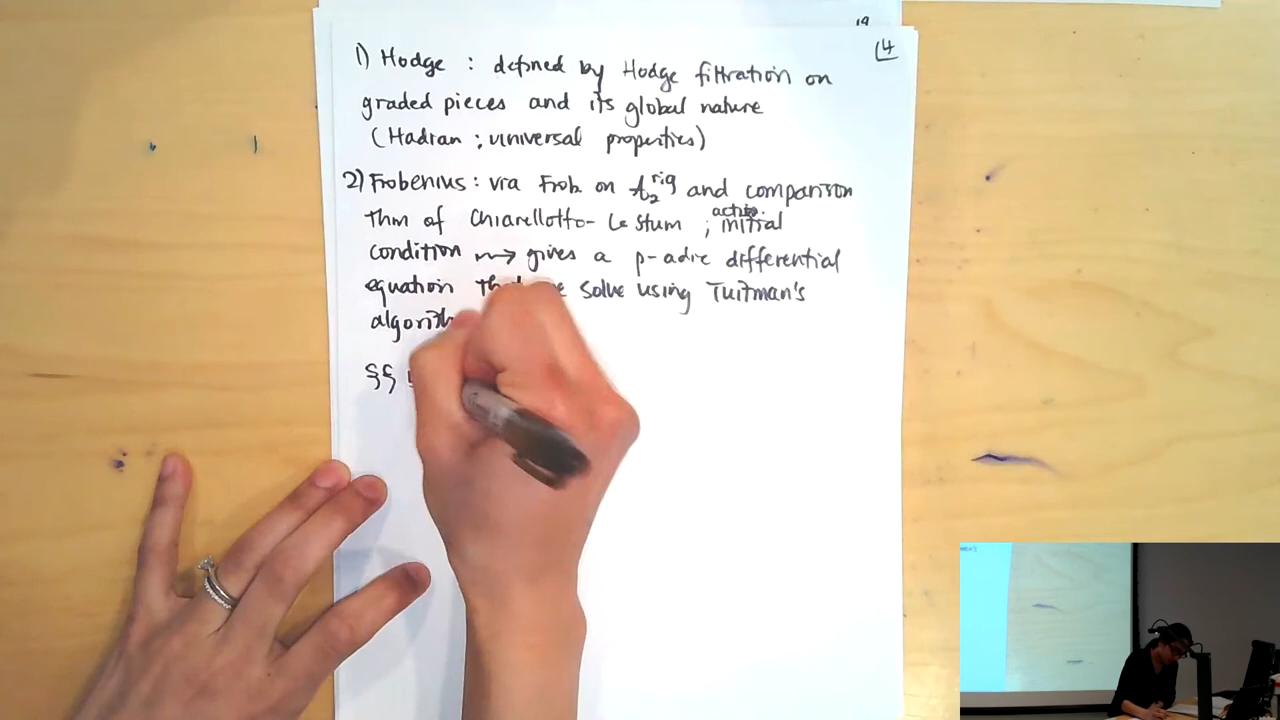 19
14
1) Hodge : defined by Hodge filtration on
graded pieces and its global nature
(Hadian ; universal properties)
2) Frobenius : via Frob. on A₂^rig and comparison
thm of Chiarellotto - Le Stum ; initial
condition ⇝ gives a p-adic differential
equation solve using Tuitman's
§§